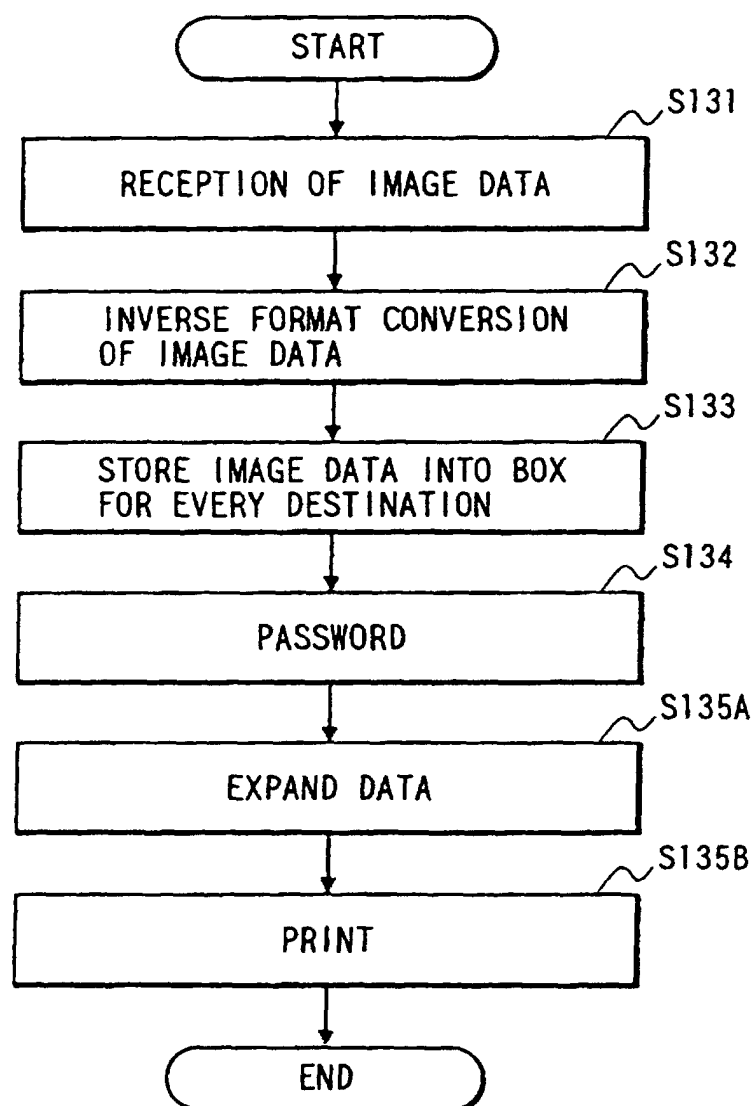 START
S131
RECEPTION OF IMAGE DATA
S132
INVERSE FORMAT CONVERSION
OF IMAGE DATA
S133
STORE IMAGE DATA INTO BOX
FOR EVERY DESTINATION
S134
PASSWORD
S135A
EXPAND DATA
S135B
PRINT
END